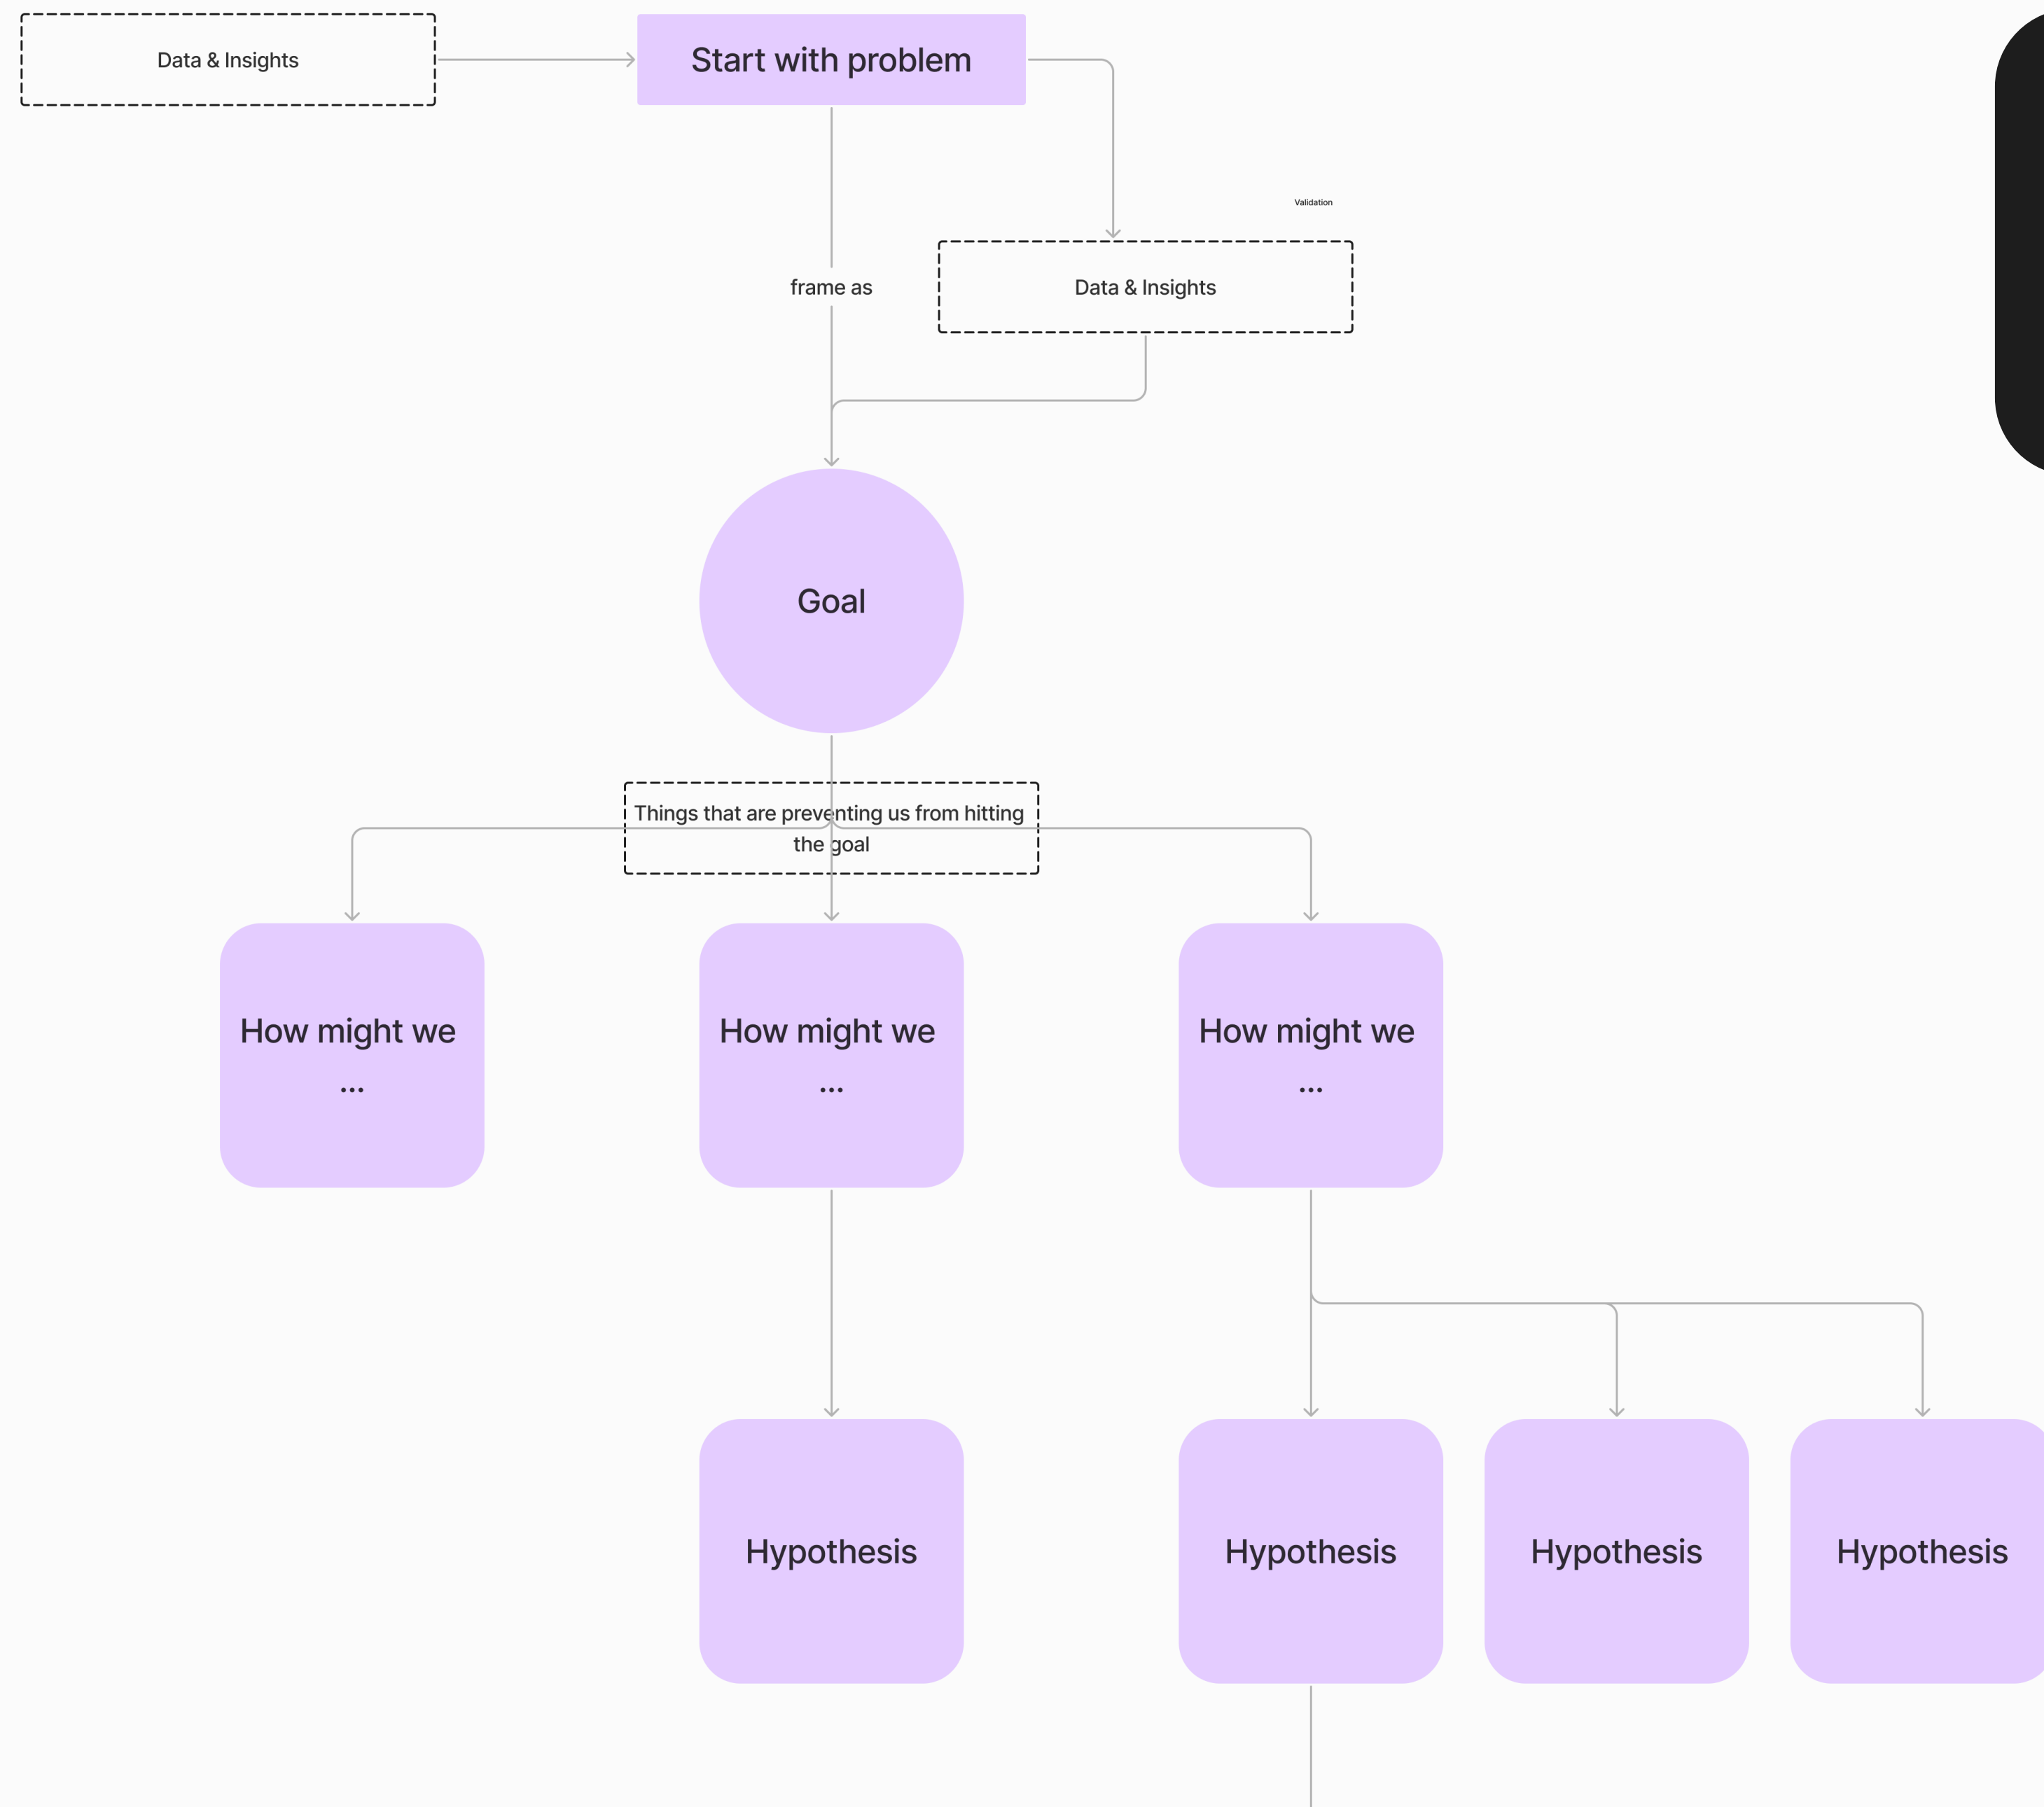 Data & Insights
Start with problem
Validation
frame as
Data & Insights
Goal
Things that are preventing us from hitting
the goal
How might we
...
How might we
...
How might we
...
Hypothesis
Hypothesis
Hypothesis
Hypothesis